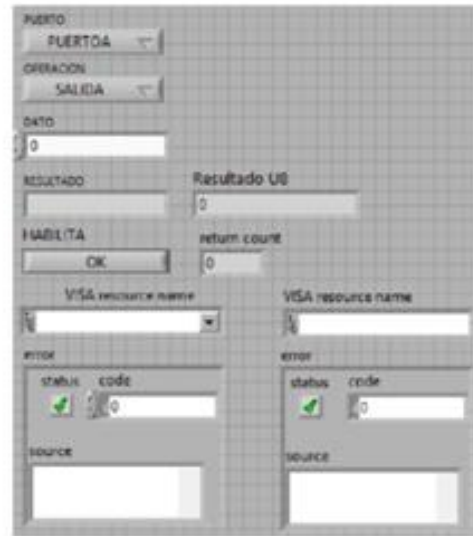 PUERTO
PUERTOA
OPERACION
SALIDA
DATO
0
RESULTADO
Resultado U8
0
HABILITA
OK
return count
0
VISA resource name
VISA resource name
error
error
status code
0
status code
0
source
source